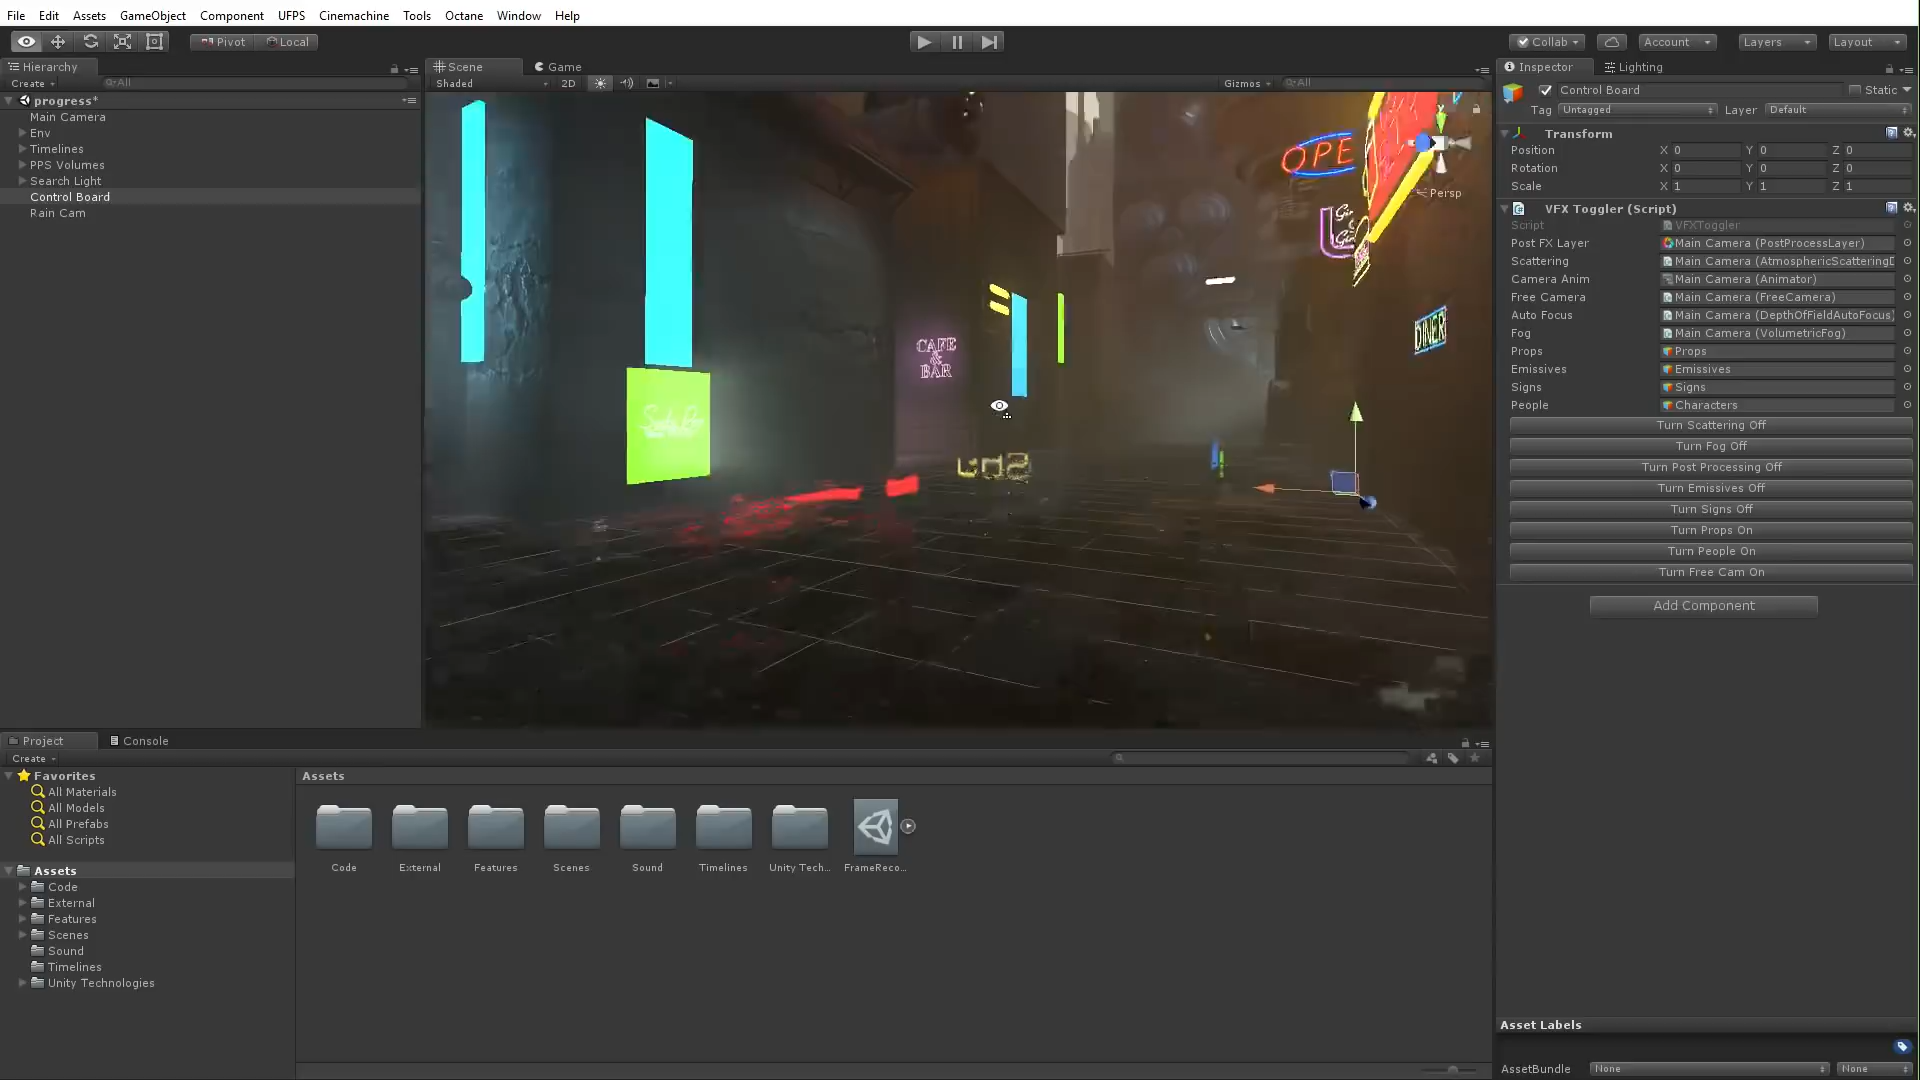 File Edit Assets GameObject Component UFPS Cinemachine Tools Octane Window Help
Pivot Local Collab Account Layers Layout
Hierarchy
Create All
progress*
Main Camera
Env
Timelines
PPS Volumes
Search Light
Control Board
Rain Cam
Scene Game
Shaded 2D Gizmos All
OPE
Persp
CAFE
&
BAR
DINER
Inspector Lighting
Control Board Static
Tag Untagged Layer Default
Transform
Position X 0 Y 0 Z 0
Rotation X 0 Y 0 Z 0
Scale X 1 Y 1 Z 1
VFX Toggler (Script)
Script VFXToggler
Post FX Layer Main Camera (PostProcessLayer)
Scattering Main Camera (AtmosphericScattering
Camera Anim Main Camera (Animator)
Free Camera Main Camera (FreeCamera)
Auto Focus Main Camera (DepthOfFieldAutoFocus)
Fog Main Camera (VolumetricFog)
Props Props
Emissives Emissives
Signs Signs
People Characters
Turn Scattering Off
Turn Fog Off
Turn Post Processing Off
Turn Emissives Off
Turn Signs Off
Turn Props On
Turn People On
Turn Free Cam On
Add Component
Project Console
Create
Favorites
All Materials
All Models
All Prefabs
All Scripts
Assets
Code
External
Features
Scenes
Sound
Timelines
Unity Technologies
Assets
Code External Features Scenes Sound Timelines Unity Tech... FrameReco...
Asset Labels
AssetBundle None None